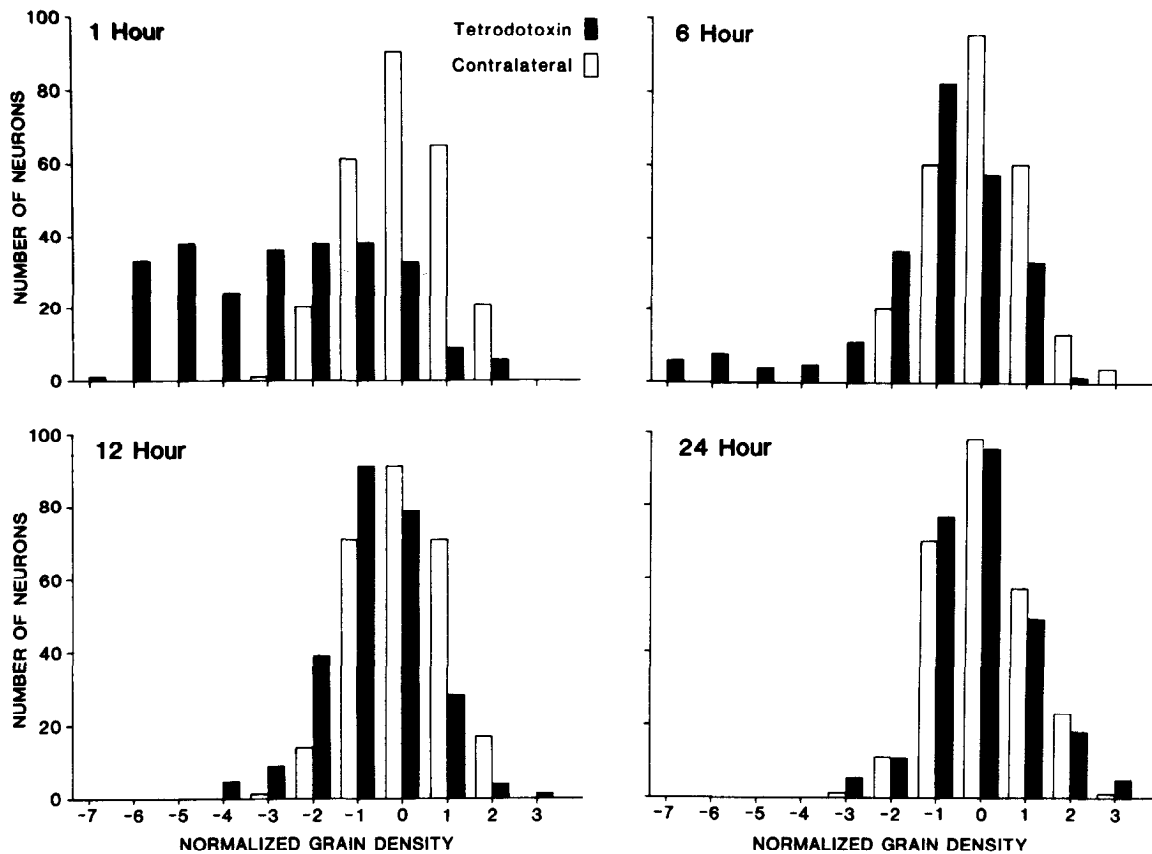 1 Hour
Tetrodotoxin
Contralateral
100
80
60
40
20
0
NUMBER OF NEURONS
6 Hour
12 Hour
100
80
60
40
20
0
NUMBER OF NEURONS
-7 -6 -5 -4 -3 -2 -1 0 1 2 3
NORMALIZED GRAIN DENSITY
24 Hour
-7 -6 -5 -4 -3 -2 -1 0 1 2 3
NORMALIZED GRAIN DENSITY